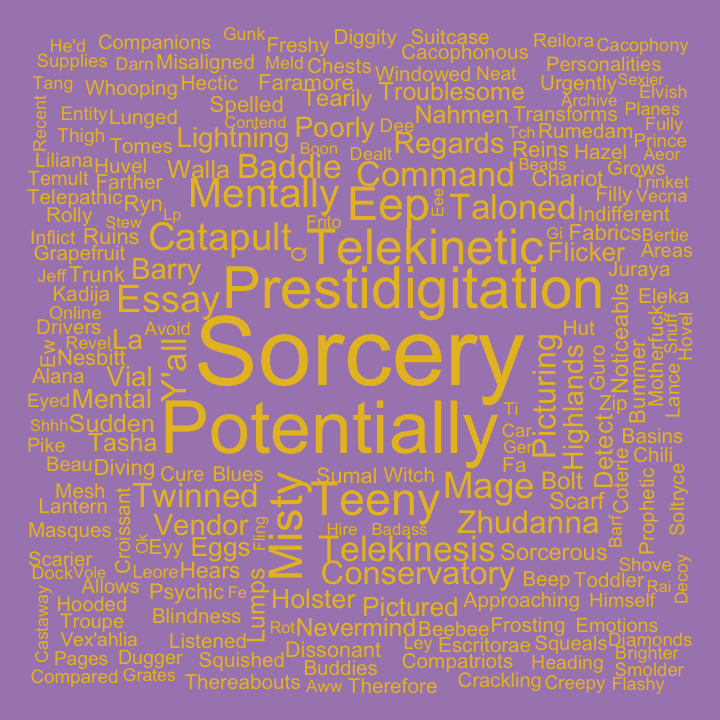 He'd
Companions
Gunk
Freshy
Diggity
Suitcase
Reilora
Cacophony
Supplies
Darn
Misaligned
Meld
Chests
Cacophonous
Personalities
Tang
Whooping
Hectic
Faramore
Windowed
Neat
Urgently
Sexier
Recent
Entity
Lunged
Spelled
Tearily
Troublesome
Archive
Elvish
Thigh
Tomes
Lightning
Contend
Poorly
Dee
Nahmen
Transforms
Planes
Fully
Liliana
Huvel
Walla
Baddie
Boon
Dealt
Regards
Tch
Rumedam
Reins
Hazel
Prince
Aeor
Temult
Farther
Mentally
Command
Beads
Chariot
Grows
Trinket
Telepathic
Ryn
Eep
Eee
Taloned
Filly
Vecna
Rolly
Stew
Lp
Erito
Indifferent
Inflict
Ruins
Catapult
Q
Telekinetic
Gi
Fabrics
Bertie
Grapefruit
Flicker
Areas
Jeff
Trunk
Barry
Juraya
Kadija
Essay
Prestidigitation
Noticeable
Eleka
Online
Drivers
Revel
La
Avoid
Sorcery
Hut
Motherfuck
Snuff
Hovel
Ew
Nesbitt
Y'all
Picturing
Highlands
Guro
Bummer
Alana
Vial
Lance
Eyed
Mental
Potentially
Ti
Zip
Shhh
Sudden
Car
Detect
Basins
Pike
Tasha
Ger
Chili
Beau
Diving
Cure
Blues
Misty
Sumal
Witch
Fa
Bolt
Coterie
Prophetic
Soltryce
Mesh
Croissant
Twinned
Teeny
Mage
Scarf
Barf
Lantern
Masques
Ok
Vendor
Fling
Hire
Badass
Zhudanna
Eyy
Eggs
Telekinesis
Sorcerous
Scarier
Shove
Decoy
Dock
Vole
Leore
Hears
Lumps
Conservatory
Beep
Toddler
Rai
Allows
Psychic
Fe
Holster
Pictured
Approaching
Himself
Hooded
Castaway
Troupe
Blindness
Rot
Nevermind
Beebee
Frosting
Emotions
Vex'ahlia
Listened
Dissonant
Ley
Escritorae
Squeals
Diamonds
Pages
Dugger
Squished
Buddies
Compatriots
Heading
Brighter
Compared
Grates
Thereabouts
Aww
Therefore
Crackling
Creepy
Smolder
Flashy